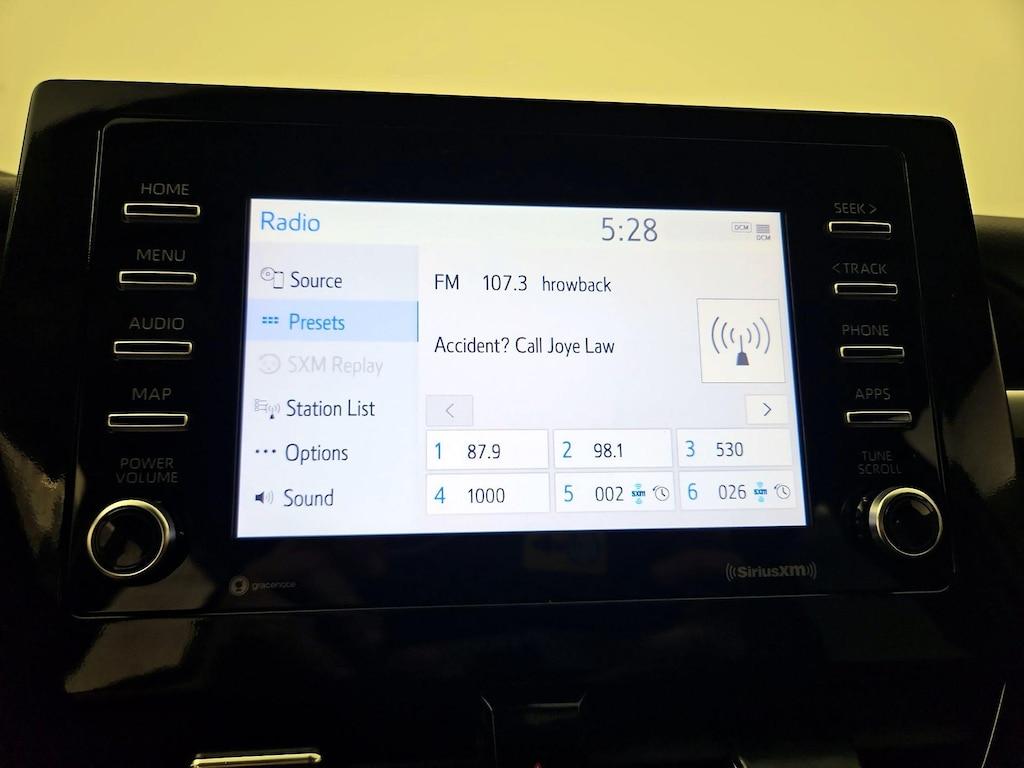 HOME
MENU
AUDIO
MAP
POWER
VOLUME
Radio
5:28
DCM
DCM
Source
Presets
SXM Replay
Station List
Options
Sound
FM 107.3 hrowback
Accident? Call Joye Law
<
>
1 87.9
2 98.1
3 530
4 1000
5 002 sxm
6 026 sxm
SEEK >
< TRACK
PHONE
APPS
TUNE
SCROLL
gracenote
((SiriusXM))